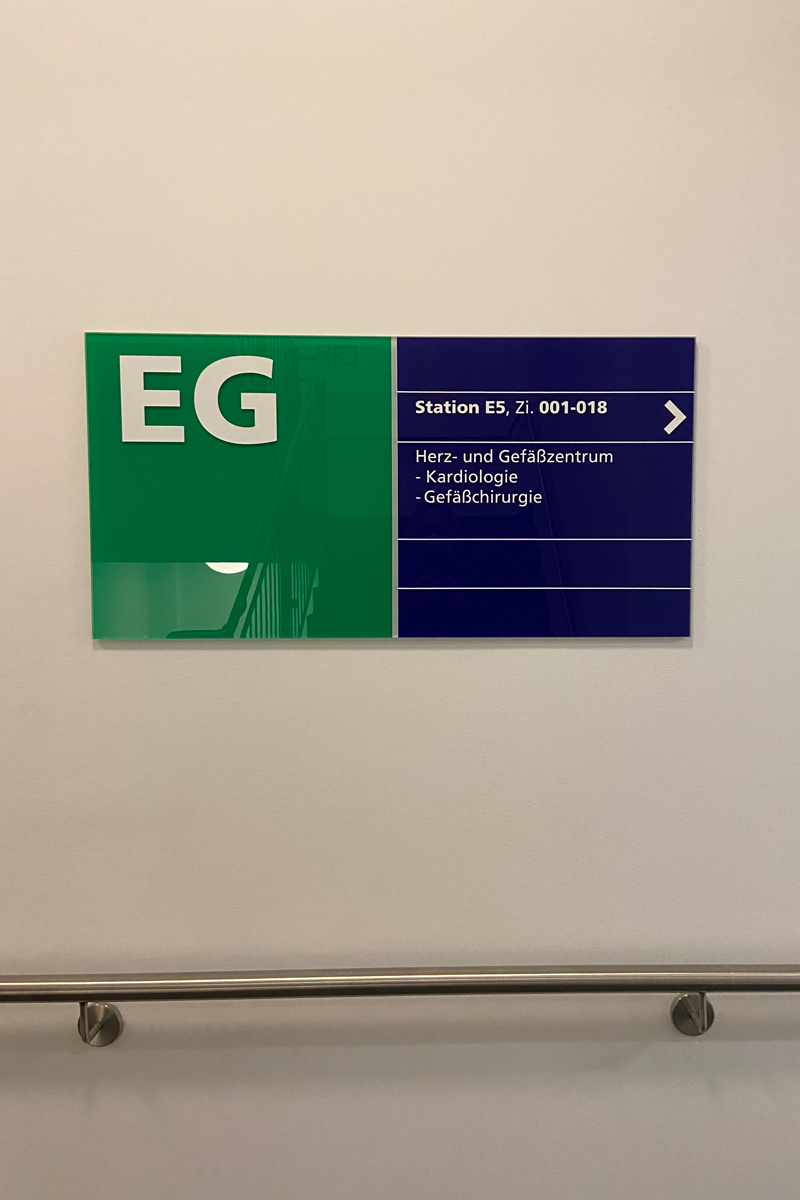 EG
Station E5, Zi. 001-018
Herz- und Gefäßzentrum
- Kardiologie
- Gefäßchirurgie